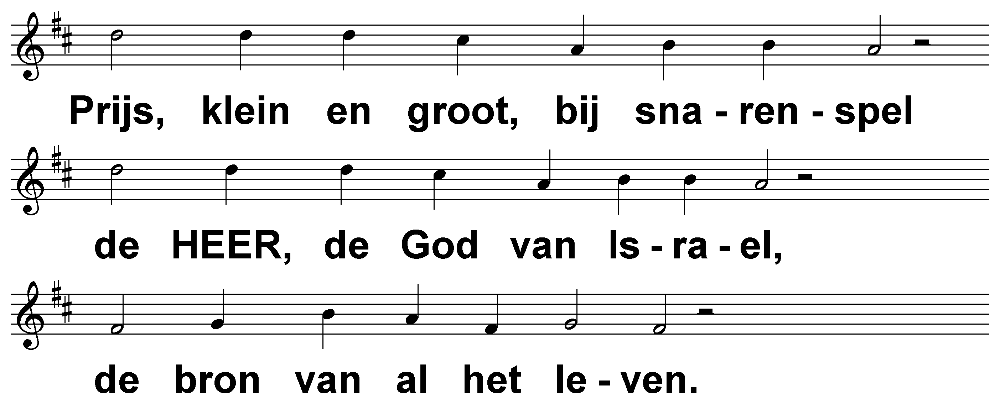 Prijs, klein en groot, bij sna - ren - spel
de HEER, de God van Is - ra - el,
de bron van al het le - ven.